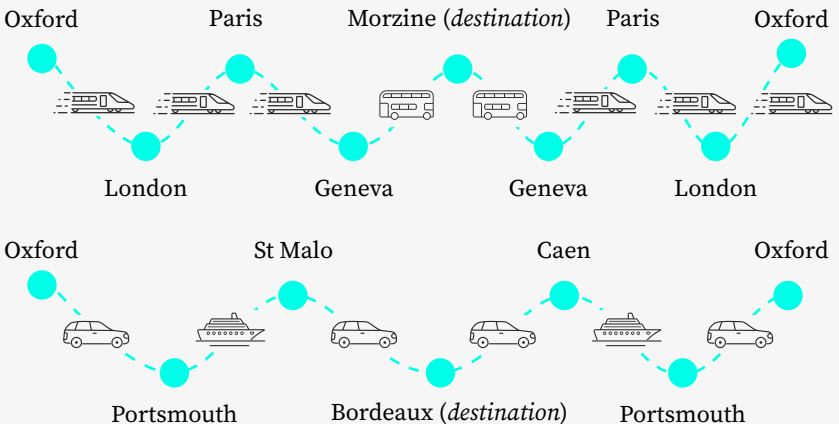 Oxford Paris Morzine (destination) Paris Oxford
London Geneva Geneva London
Oxford St Malo Caen Oxford
Portsmouth Bordeaux (destination) Portsmouth